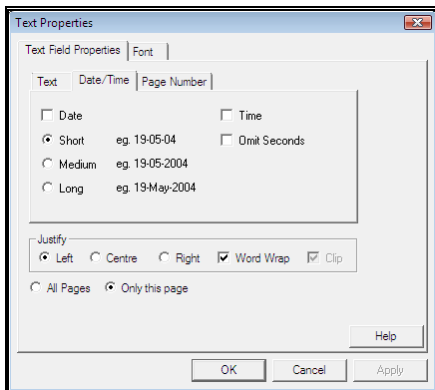 Text Properties
Text Field Properties Font
Text Date/Time Page Number
Date Time
Short eg. 19-05-04 Omit Seconds
Medium eg. 19-05-2004
Long eg. 19-May-2004
Justify
Left Centre Right Word Wrap Clip
All Pages Only this page
Help
OK Cancel Apply